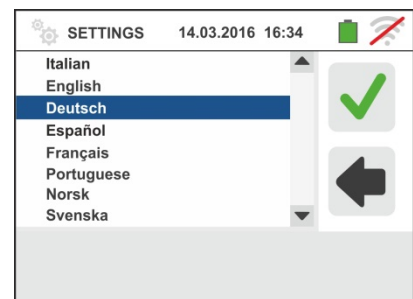 SETTINGS 14.03.2016 16:34
Italian
English
Deutsch
Español
Français
Portuguese
Norsk
Svenska